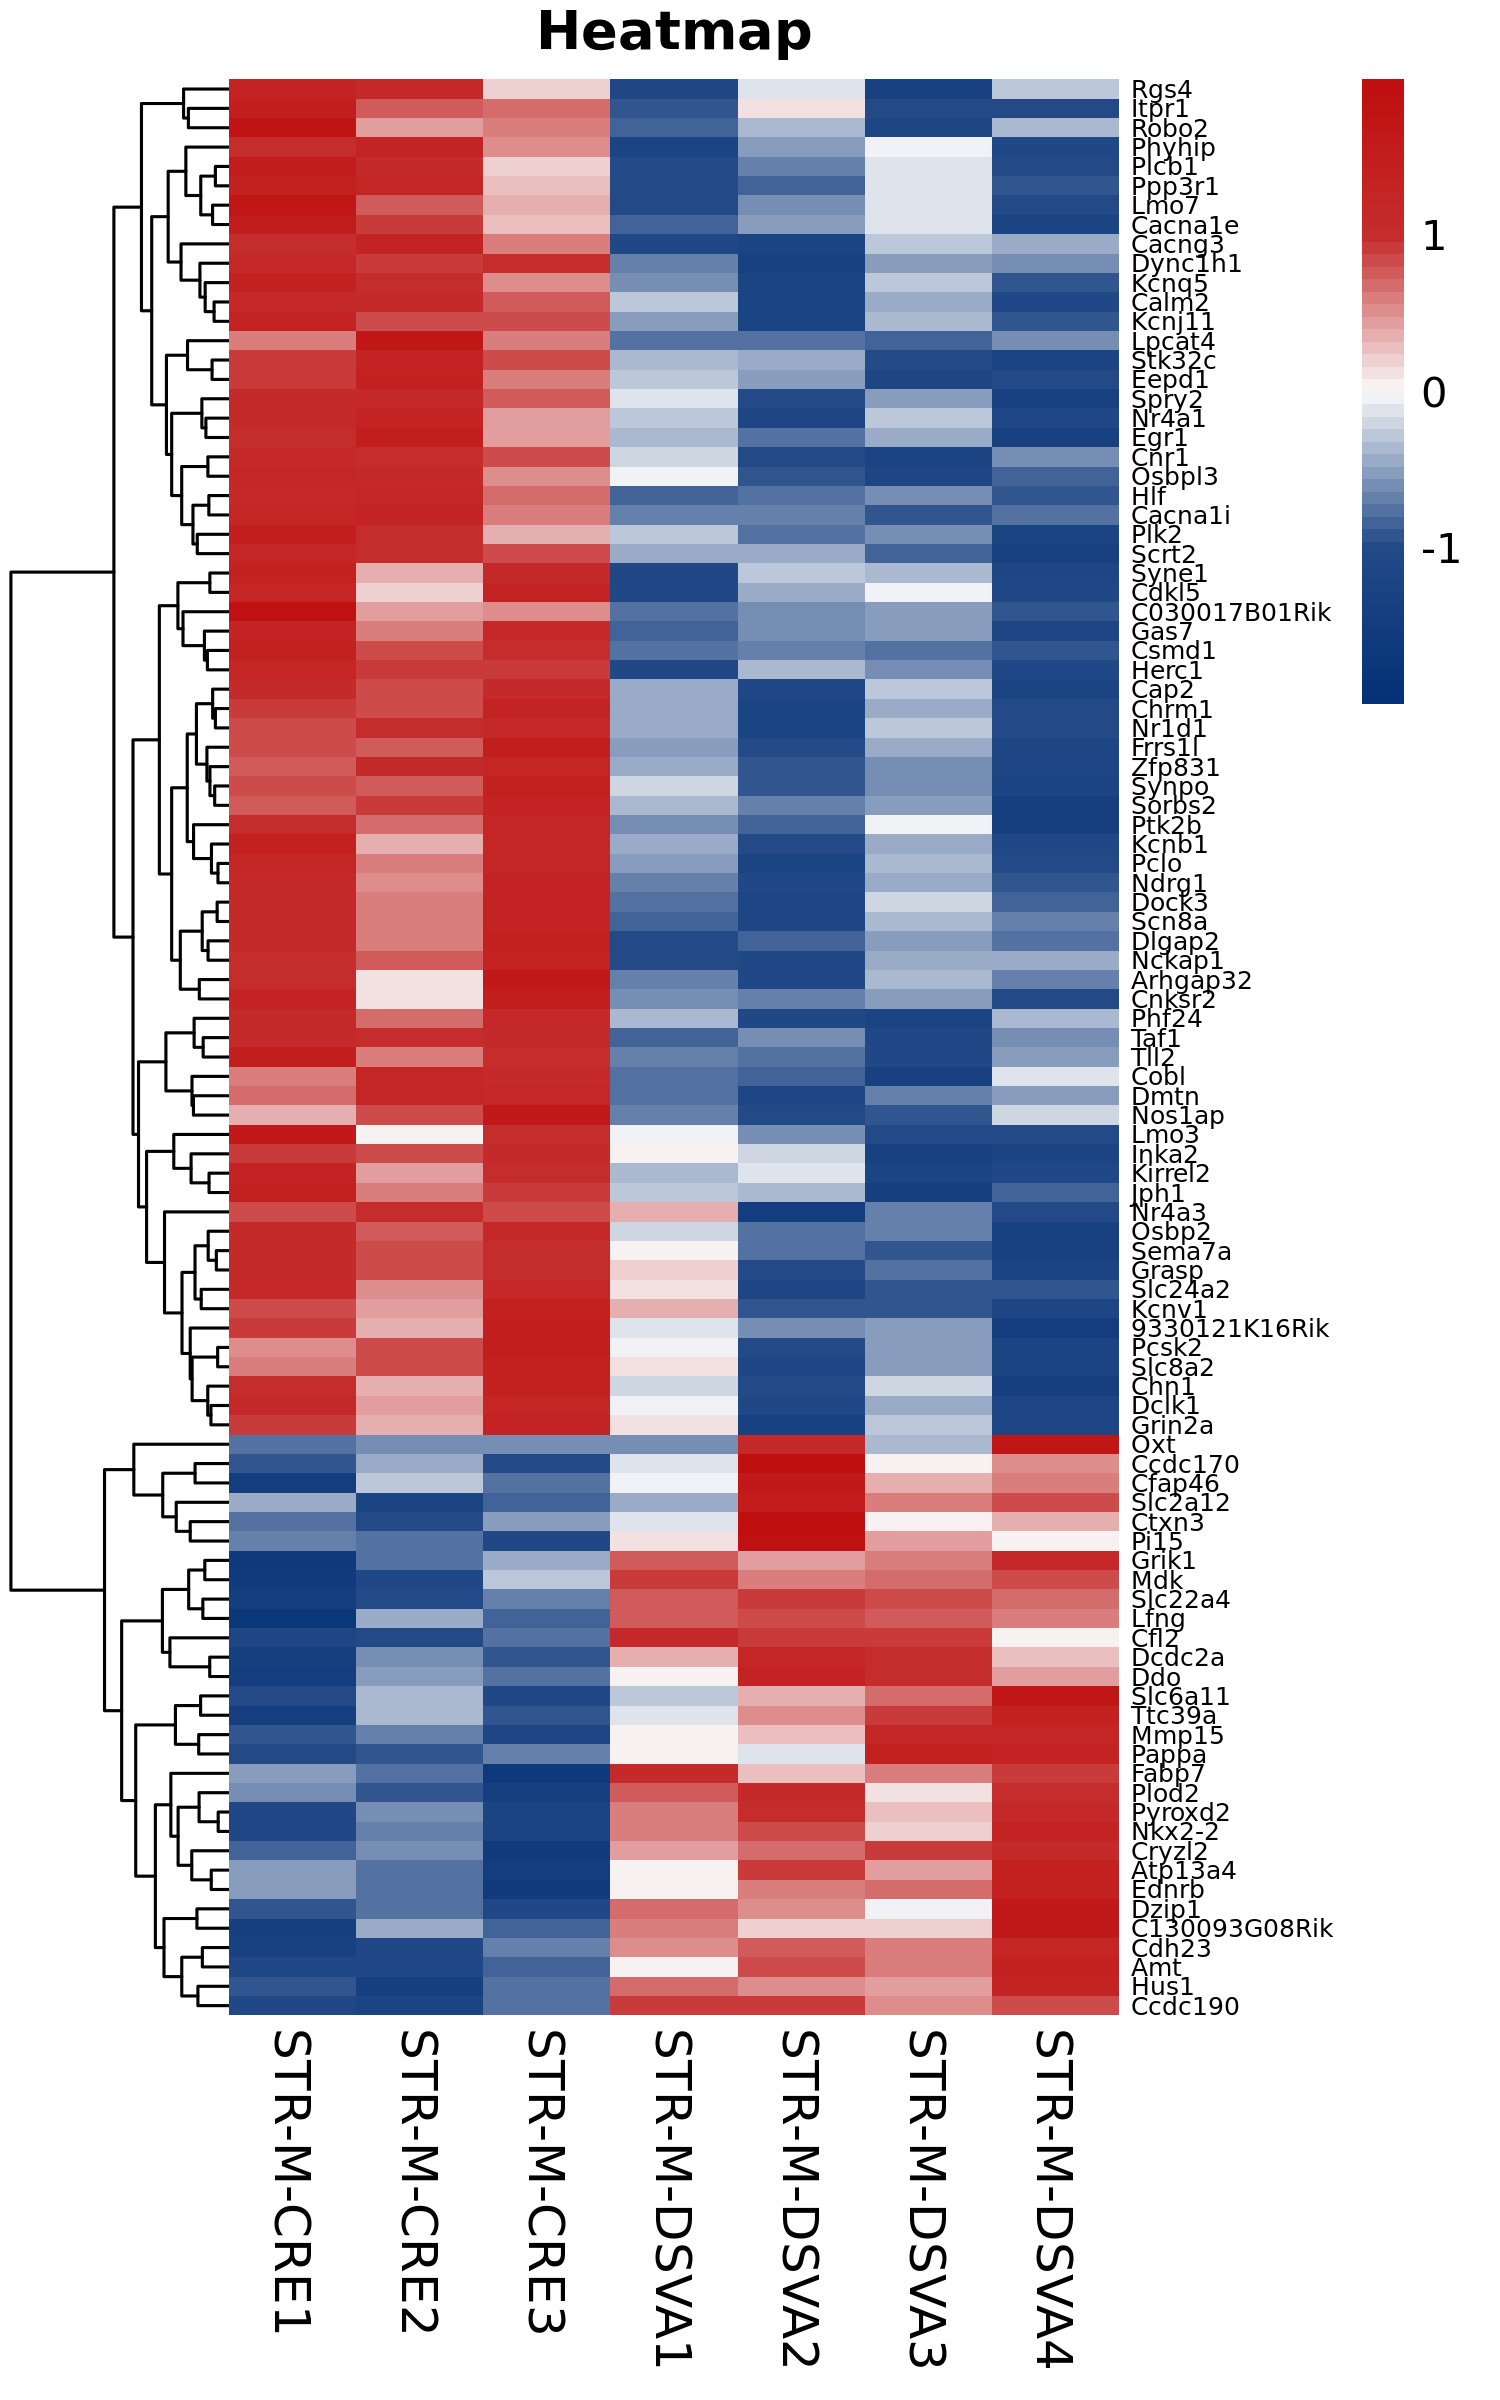 Heatmap
Rgs4
Itpr1
Robo2
Phyhip
Plcb1
Ppp3r1
Lmo7
Cacna1e
Cacng3
Dync1h1
Kcnq5
Calm2
Kcnj11
Lpcat4
Stk32c
Eepd1
Spry2
Nr4a1
Egr1
Cnr1
Osbpl3
Hlf
Cacna1i
Plk2
Scrt2
Syne1
Cdkl5
C030017B01Rik
Gas7
Csmd1
Herc1
Cap2
Chrm1
Nr1d1
Frrs1l
Zfp831
Synpo
Sorbs2
Ptk2b
Kcnb1
Pclo
Ndrg1
Dock3
Scn8a
Dlgap2
Nckap1
Arhgap32
Cnksr2
Phf24
Taf1
Tll2
Cobl
Dmtn
Nos1ap
Lmo3
Inka2
Kirrel2
Jph1
Nr4a3
Osbp2
Sema7a
Grasp
Slc24a2
Kcnv1
9330121K16Rik
Pcsk2
Slc8a2
Chn1
Dclk1
Grin2a
Oxt
Ccdc170
Cfap46
Slc2a12
Ctxn3
Pi15
Grik1
Mdk
Slc22a4
Lfng
Cfl2
Dcdc2a
Ddo
Slc6a11
Ttc39a
Mmp15
Pappa
Fabp7
Plod2
Pyroxd2
Nkx2-2
Cryzl2
Atp13a4
Ednrb
Dzip1
C130093G08Rik
Cdh23
Amt
Hus1
Ccdc190
1
0
-1
STR-M-CRE1
STR-M-CRE2
STR-M-CRE3
STR-M-DSVA1
STR-M-DSVA2
STR-M-DSVA3
STR-M-DSVA4